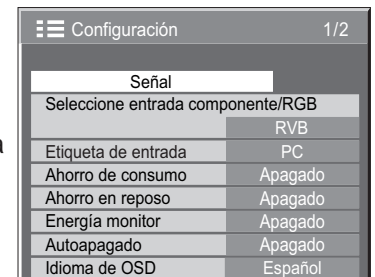 Configuración 1/2
Señal
Seleccione entrada componente/RGB
RVB
a
Etiqueta de entrada PC
Ahorro de consumo Apagado
Ahorro en reposo Apagado
Energía monitor Apagado
Autoapagado Apagado
Idioma de OSD Español